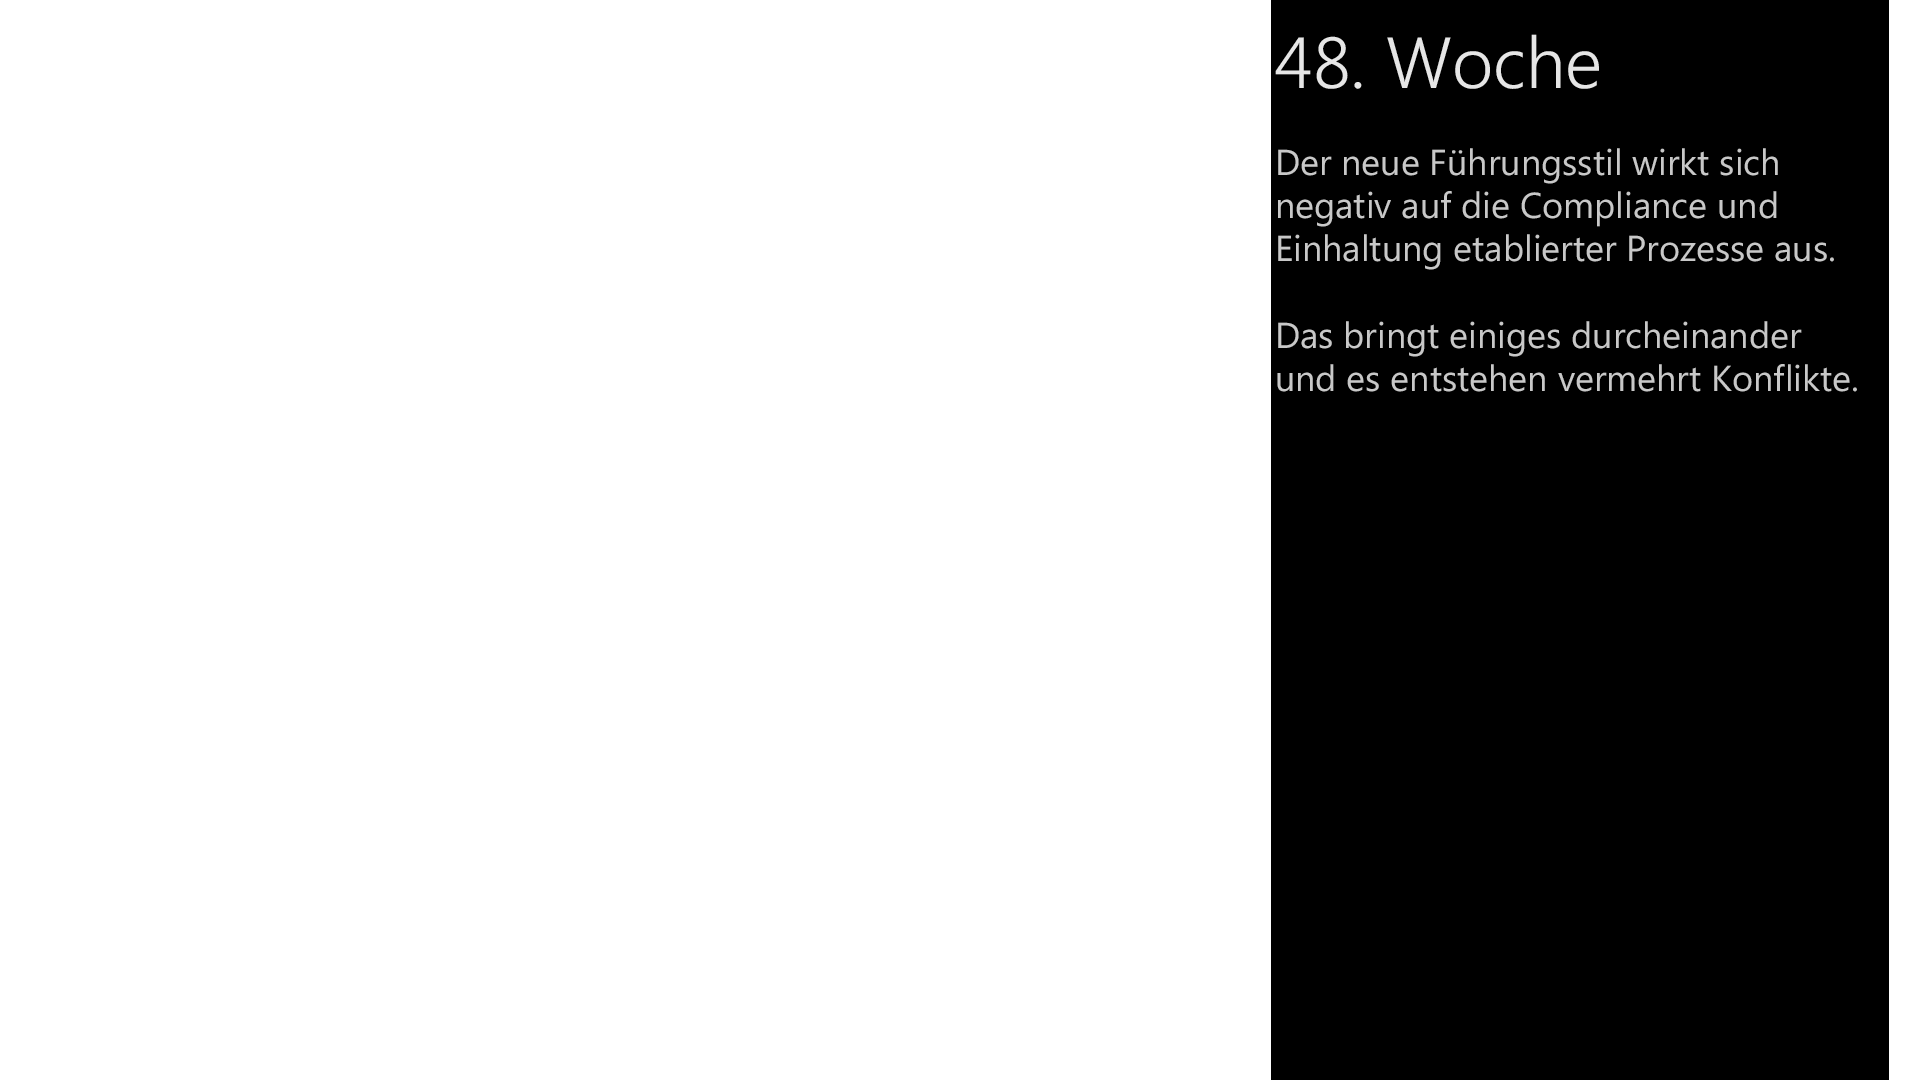 48. Woche
Der neue Führungsstil wirkt sich
negativ auf die Compliance und
Einhaltung etablierter Prozesse aus.
Das bringt einiges durcheinander
und es entstehen vermehrt Konflikte.